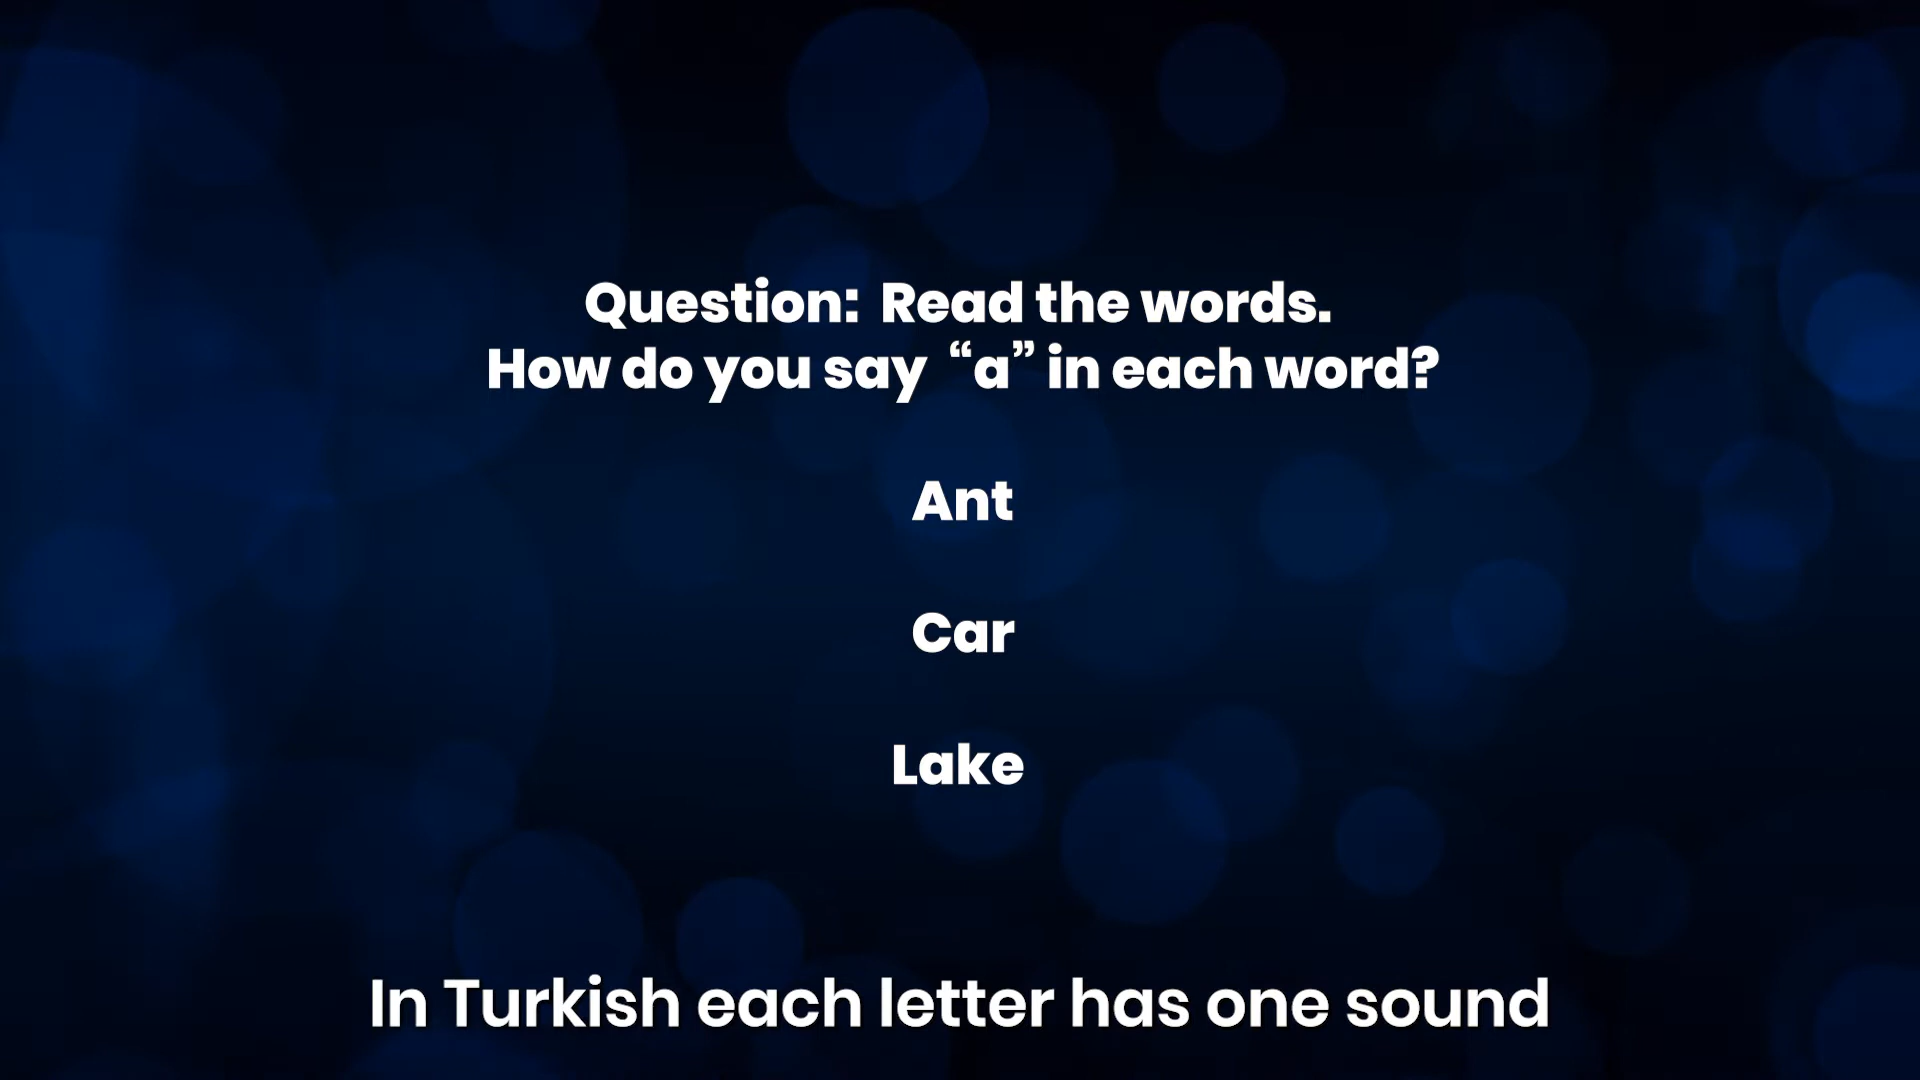 Question: Read the words.
How do you say “a” in each word?
Ant
Car
Lake
In Turkish each letter has one sound